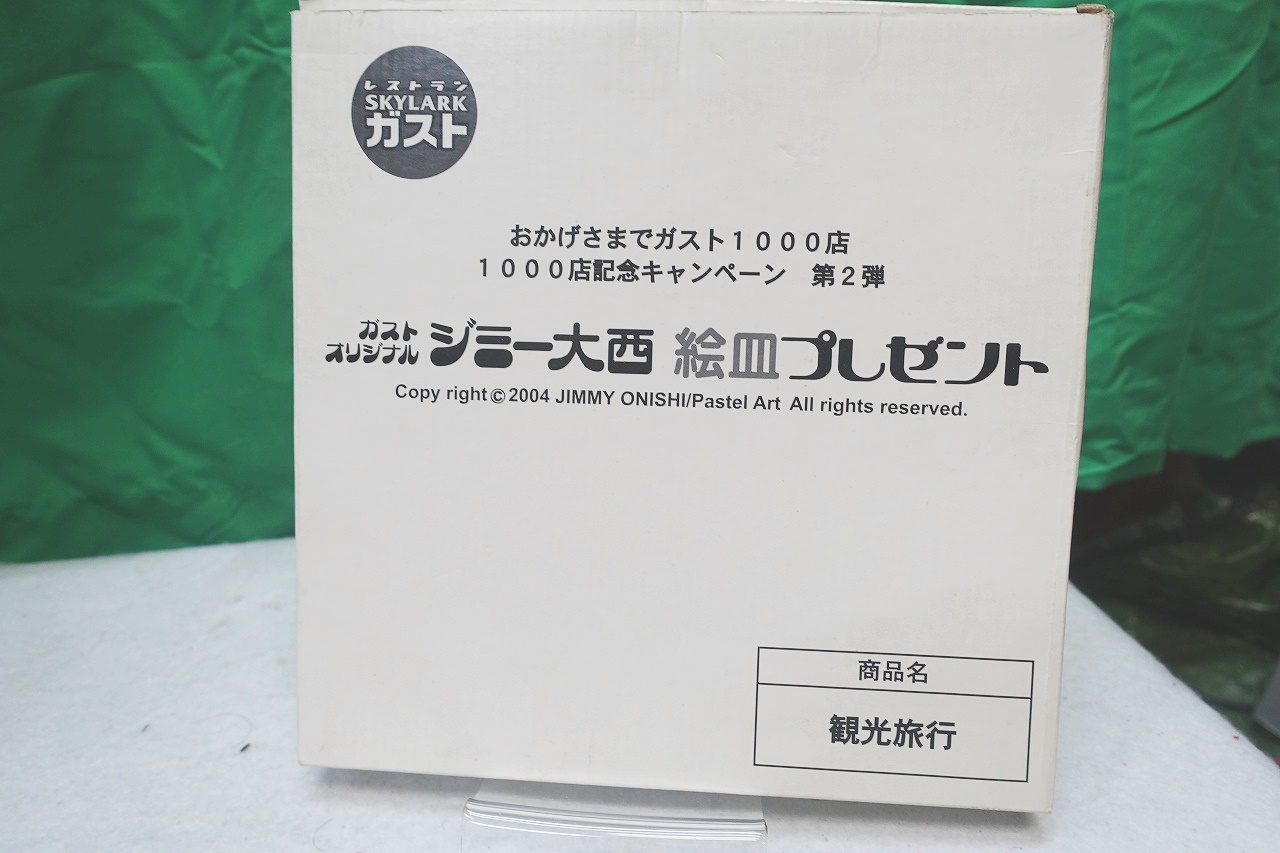 レストラン
SKYLARK
ガスト
おかげさまでガスト１０００店
１０００店記念キャンペーン　第２弾
ガスト
オリジナル ジミー大西 絵皿プレゼント
Copy right©2004 JIMMY ONISHI/Pastel Art All rights reserved.
商品名
観光旅行